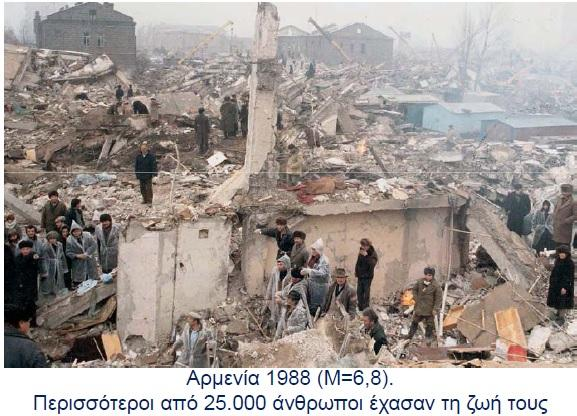 Αρμενία 1988 (Μ=6,8).
Περισσότεροι από 25.000 άνθρωποι έχασαν τη ζωή τους